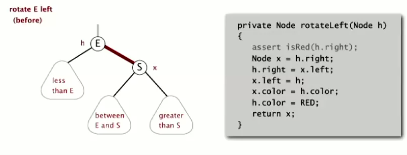 rotate E left
(before)
h
E
S
x
less
than E
between
E and S
greater
than S
private Node rotateLeft(Node h)
{
assert isRed(h.right);
Node x = h.right;
h.right = x.left;
x.left = h;
x.color = h.color;
h.color = RED;
return x;
}